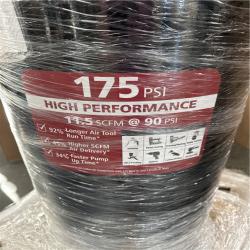 175 PSI
HIGH PERFORMANCE
11.5 SCFM @ 90 PSI
Longer Air Tool
Run Time*
Higher SCFM
Air Delivery*
Faster Pump
Up Time*